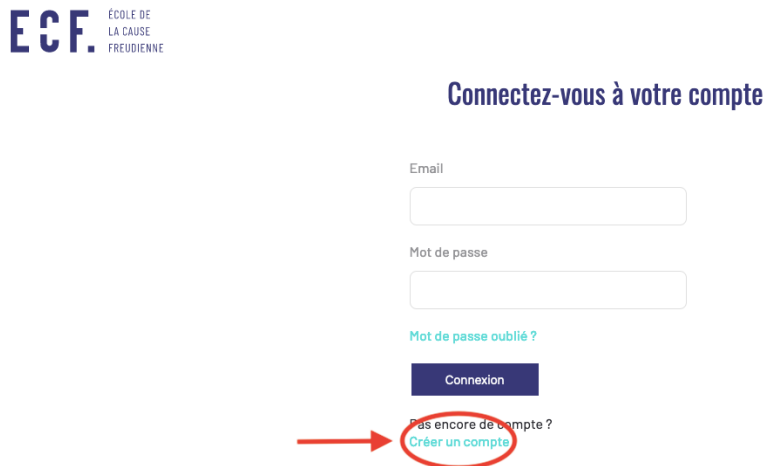 ECF.
ÉCOLE DE
LA CAUSE
FREUDIENNE
Connectez-vous à votre compte
Email
Mot de passe
Mot de passe oublié ?
Connexion
Pas encore de compte ?
Créer un compte